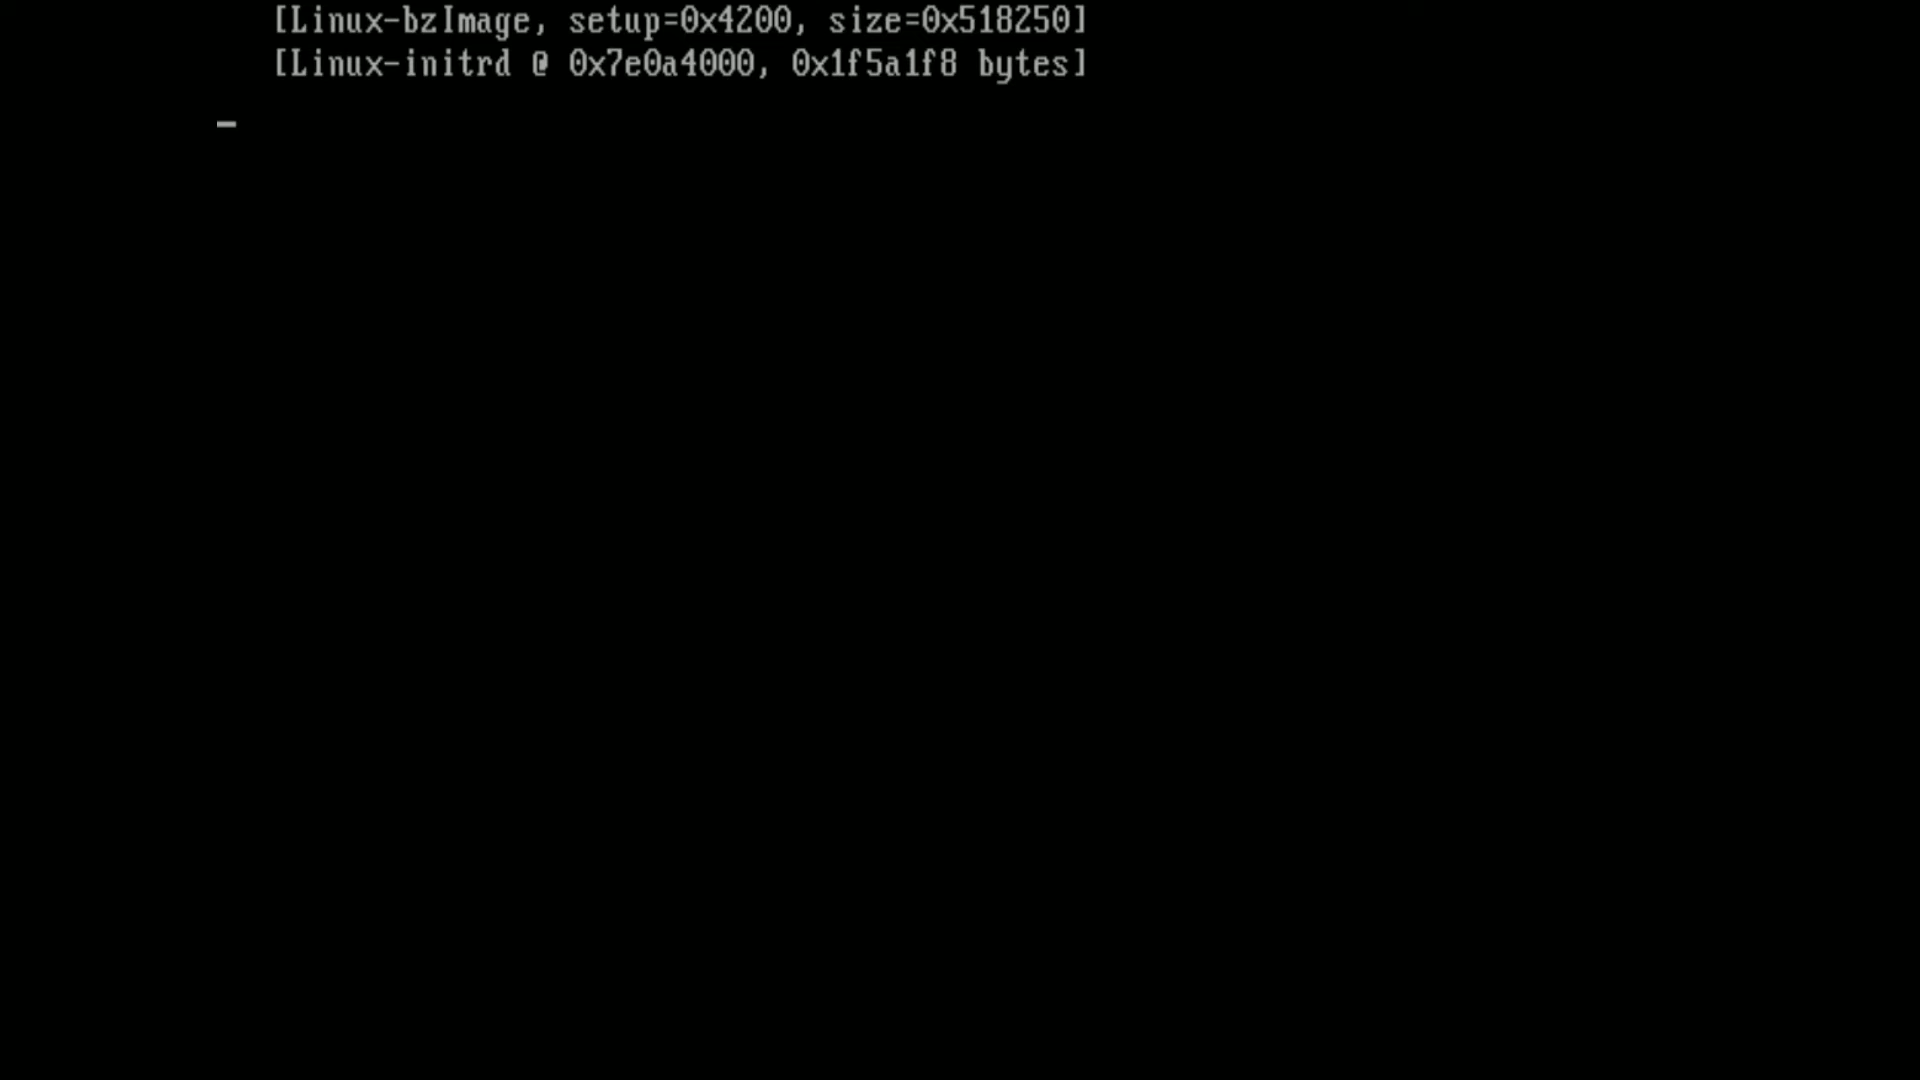 [Linux-bzImage, setup=0x4200, size=0x518250]
[Linux-initrd @ 0x7e0a4000, 0x1f5a1f8 bytes]